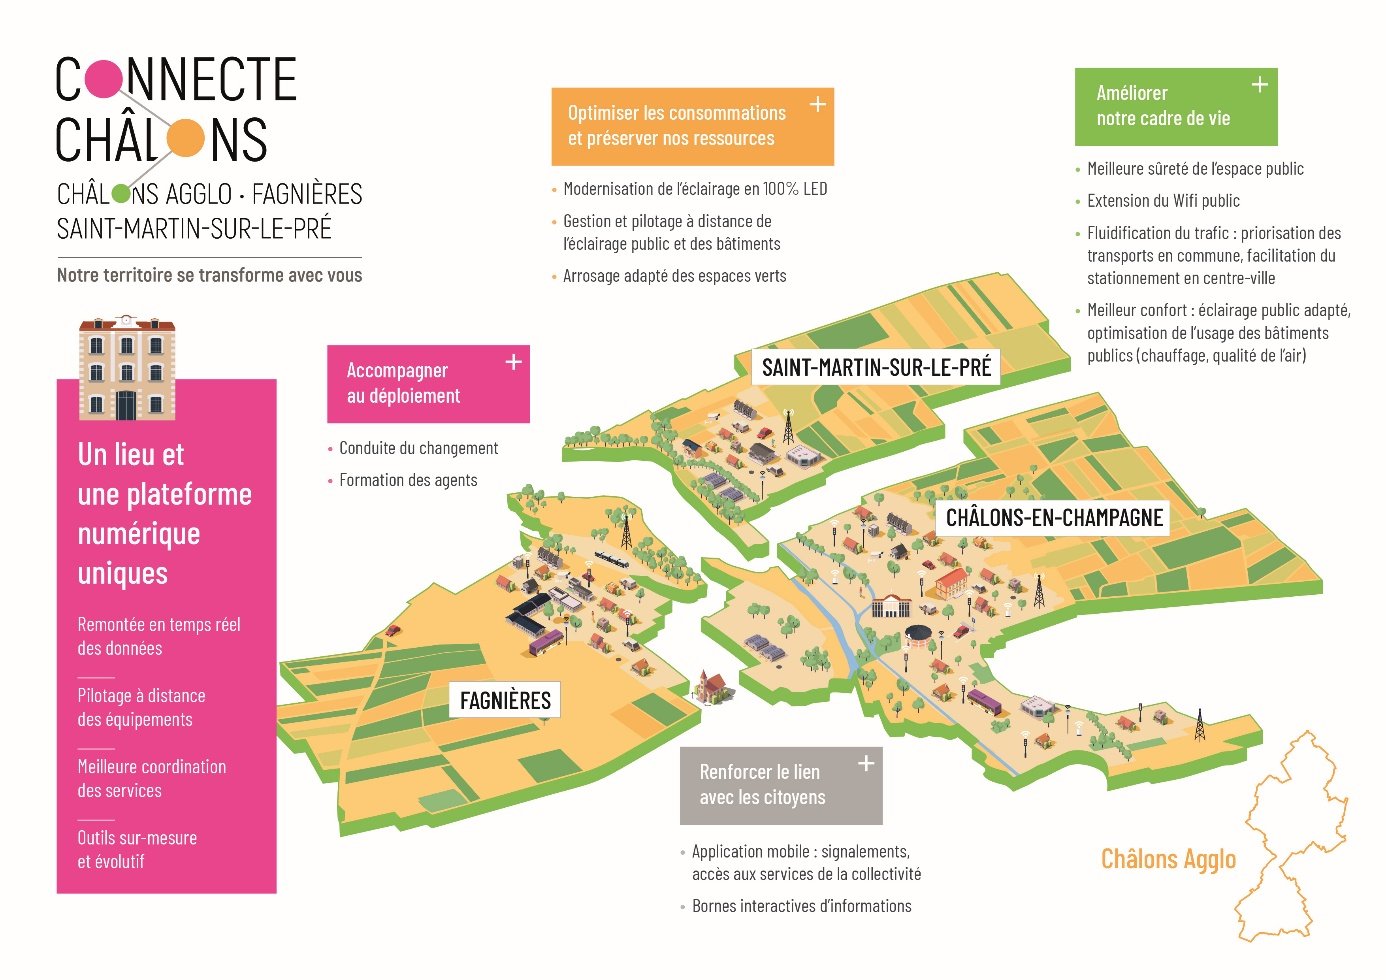 CONNECTE
CHÂLONS
CHÂLONS AGGLO · FAGNIÈRES
SAINT-MARTIN-SUR-LE-PRÉ
Notre territoire se transforme avec vous
Un lieu et
une plateforme
numérique
uniques
Remontée en temps réel
des données
Pilotage à distance
des équipements
Meilleure coordination
des services
Outils sur-mesure
et évolutif
Accompagner
au déploiement
+
• Conduite du changement
• Formation des agents
Optimiser les consommations
et préserver nos ressources
+
• Modernisation de l'éclairage en 100% LED
• Gestion et pilotage à distance de
l'éclairage public et des bâtiments
• Arrosage adapté des espaces verts
Améliorer
notre cadre de vie
+
• Meilleure sûreté de l'espace public
• Extension du Wifi public
• Fluidification du trafic : priorisation des
transports en commune, facilitation du
stationnement en centre-ville
• Meilleur confort : éclairage public adapté,
optimisation de l'usage des bâtiments
publics (chauffage, qualité de l'air)
SAINT-MARTIN-SUR-LE-PRÉ
CHÂLONS-EN-CHAMPAGNE
FAGNIÈRES
Renforcer le lien
avec les citoyens
+
• Application mobile : signalements,
accès aux services de la collectivité
• Bornes interactives d'informations
Châlons Agglo